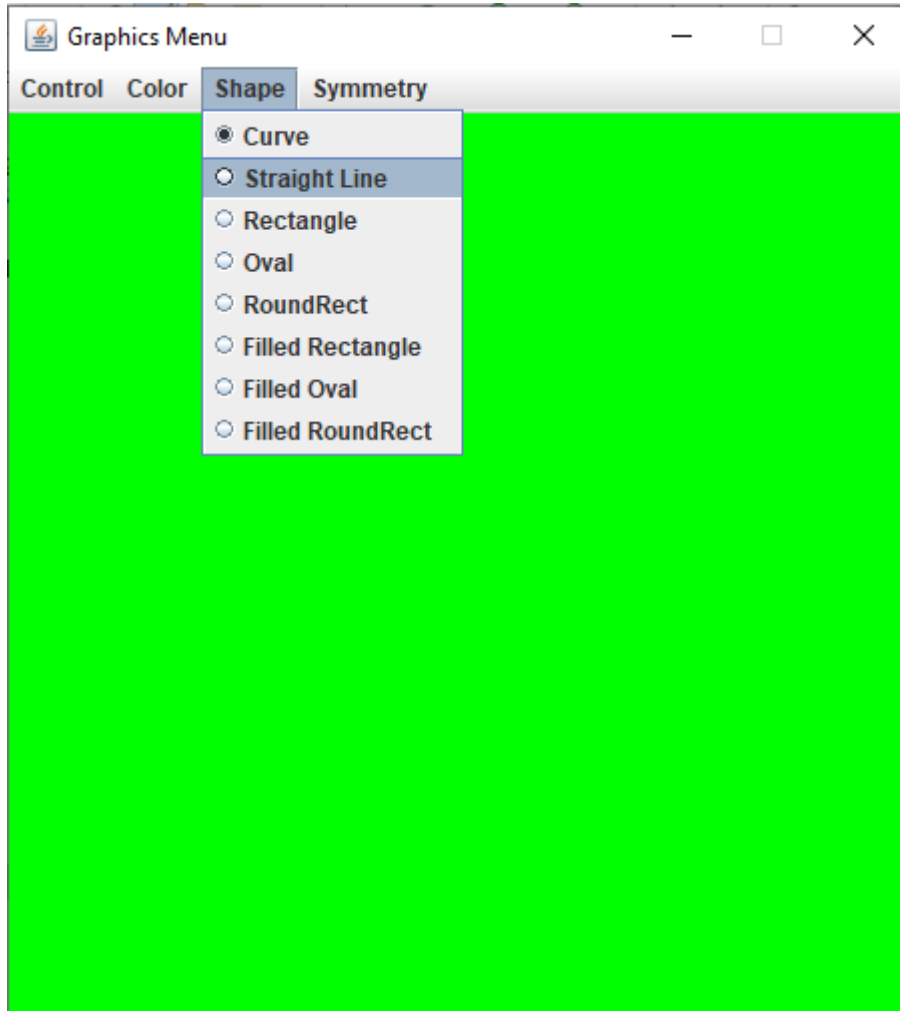 Graphics Menu
Control Color Shape Symmetry
Curve
Straight Line
Rectangle
Oval
RoundRect
Filled Rectangle
Filled Oval
Filled RoundRect